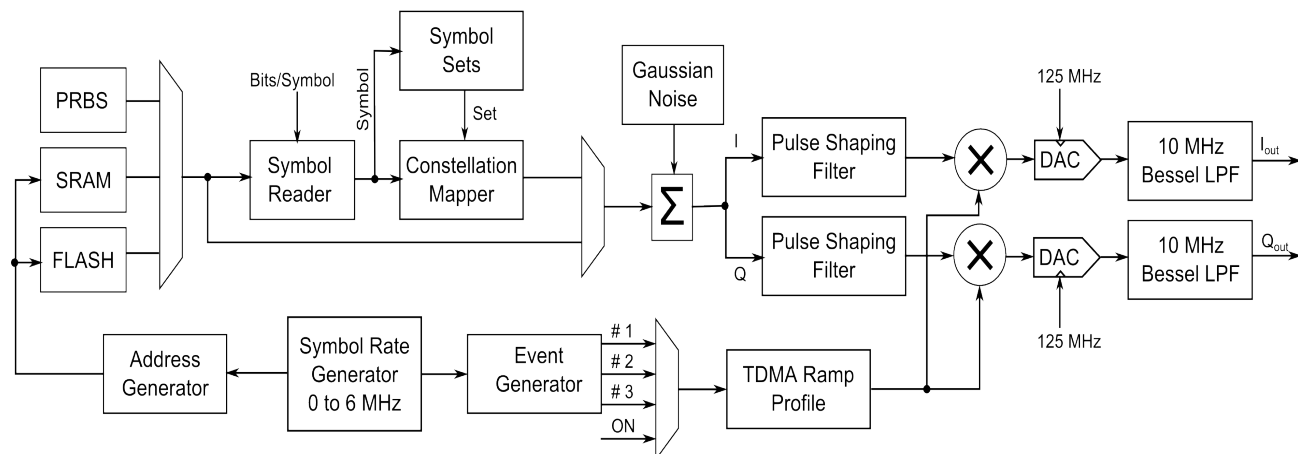 PRBS
SRAM
FLASH
Bits/Symbol
Symbol
Reader
Symbol
Symbol
Sets
Set
Constellation
Mapper
Gaussian
Noise
Σ
I
Q
Pulse Shaping
Filter
Pulse Shaping
Filter
125 MHz
DAC
10 MHz
Bessel LPF
Iout
DAC
125 MHz
10 MHz
Bessel LPF
Qout
Address
Generator
Symbol Rate
Generator
0 to 6 MHz
Event
Generator
# 1
# 2
# 3
ON
TDMA Ramp
Profile